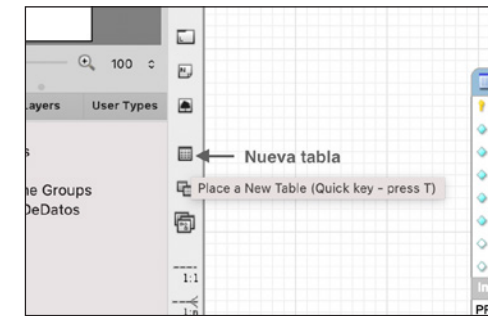 100
ayers
User Types
Nueva tabla
Place a New Table (Quick key - press T)
ne Groups
DeDatos
1:1
1:n
In
PR